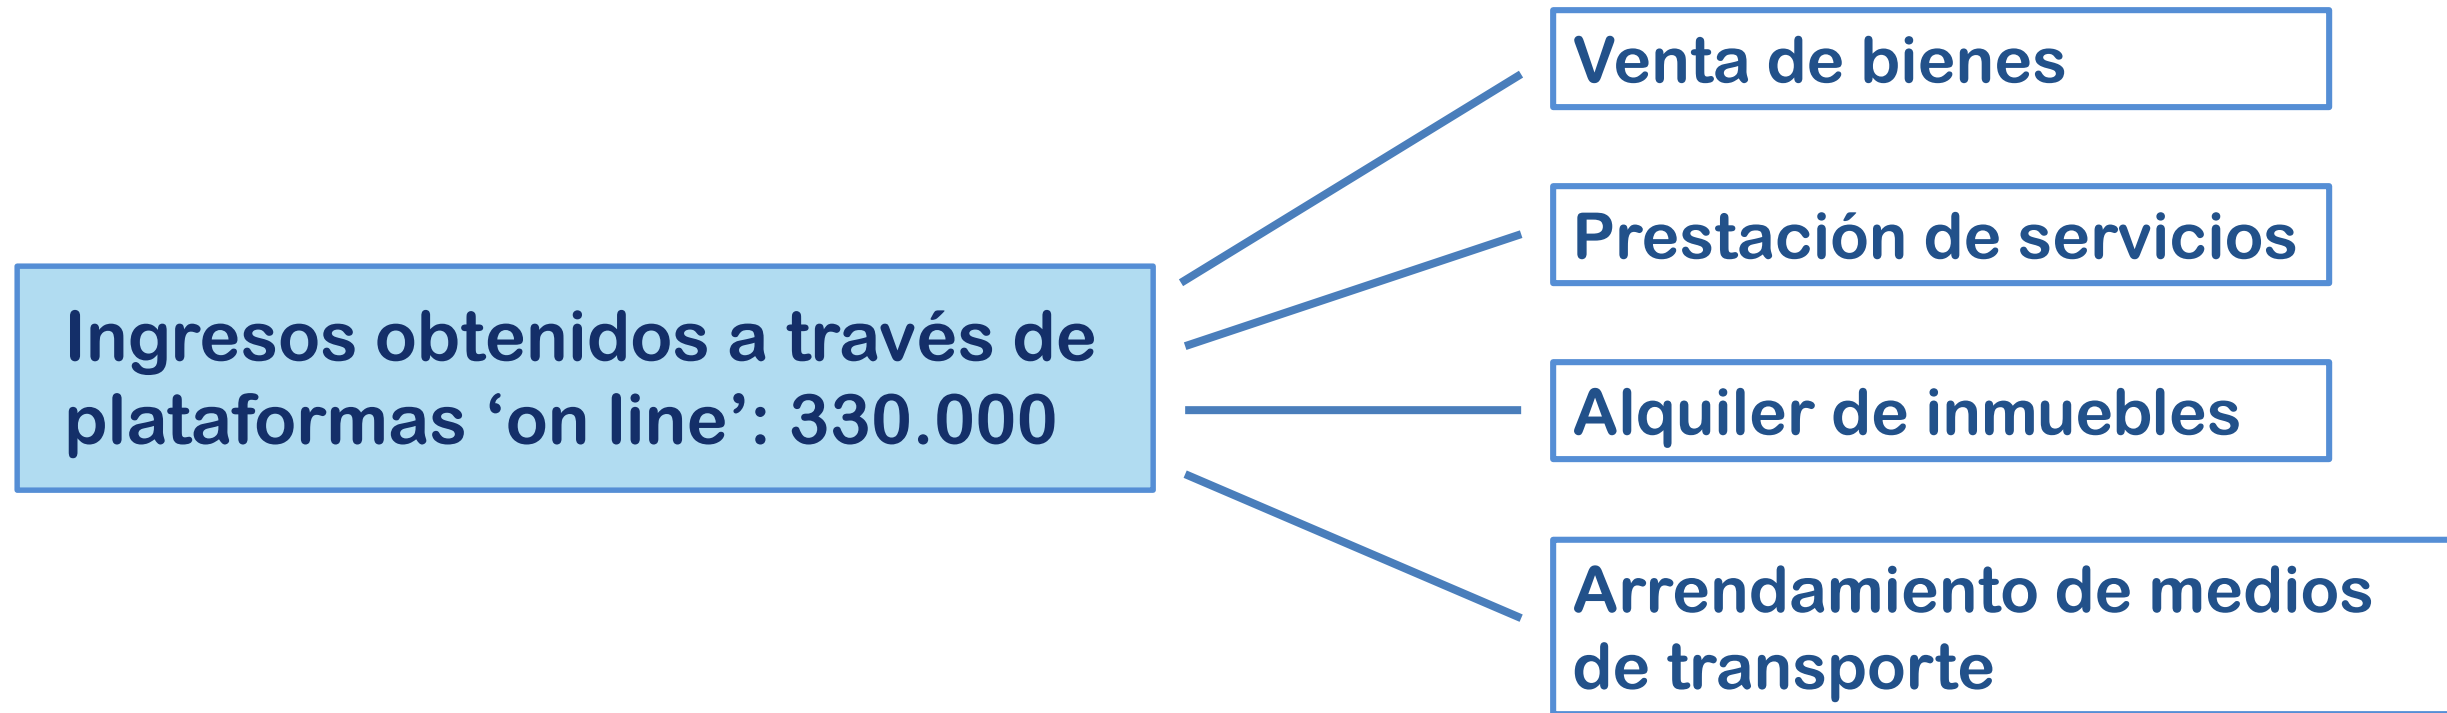 Venta de bienes
Prestación de servicios
Ingresos obtenidos a través de
plataformas ‘on line’: 330.000
Alquiler de inmuebles
Arrendamiento de medios
de transporte